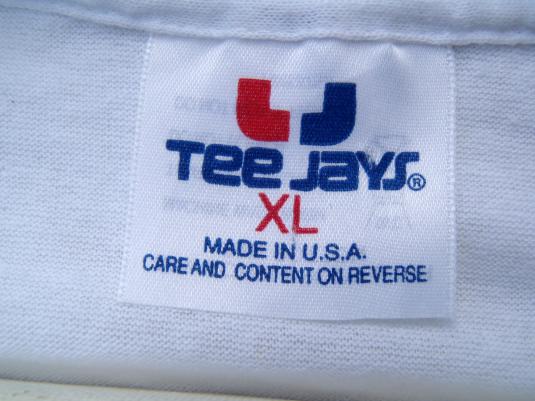 Tee Jays®
XL
MADE IN U.S.A.
CARE AND CONTENT ON REVERSE